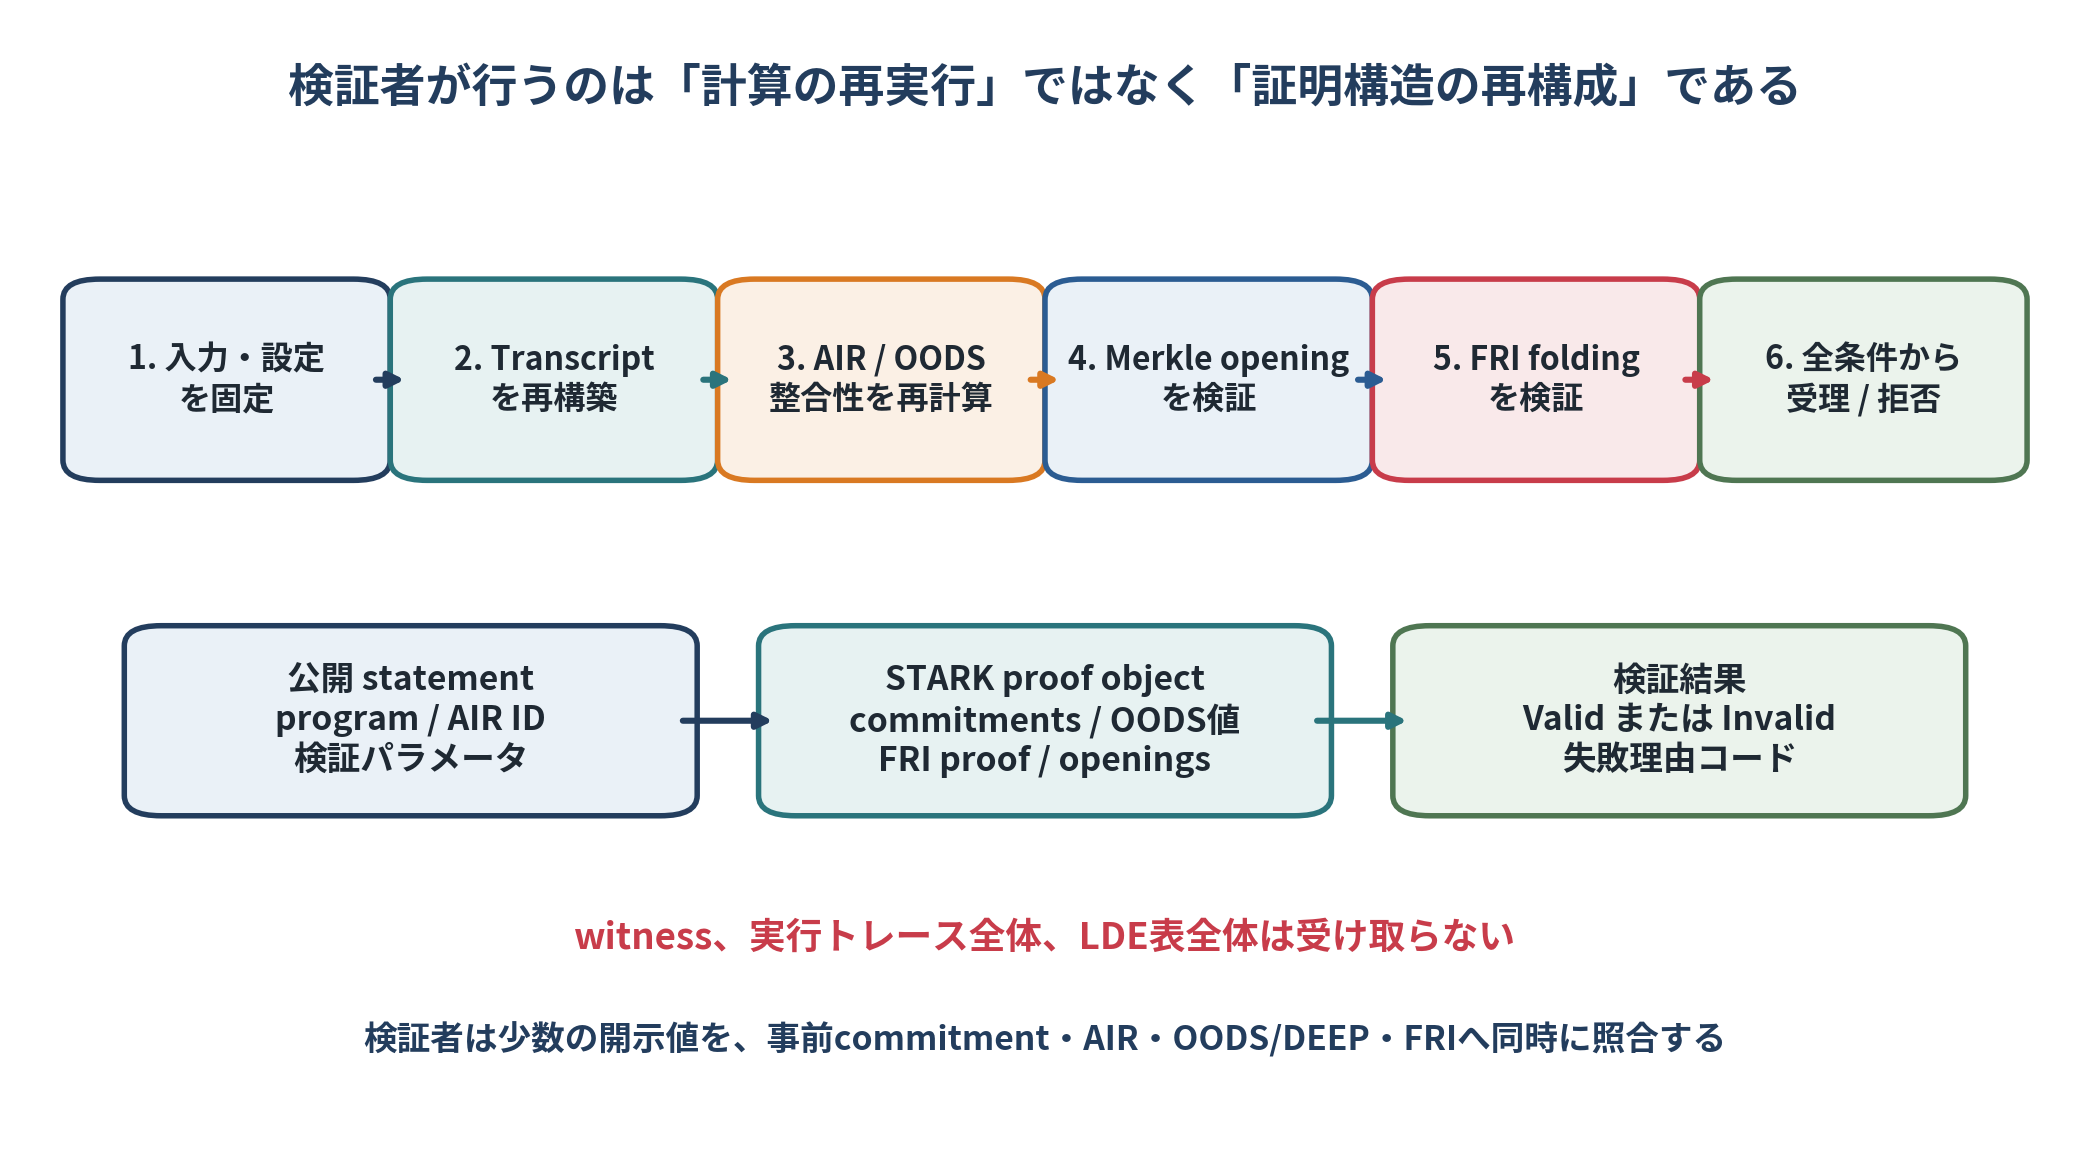 検証者が行うのは「計算の再実行」ではなく「証明構造の再構成」である
1. 入力・設定
を固定
2. Transcript
を再構築
3. AIR / OODS
整合性を再計算
4. Merkle opening
を検証
5. FRI folding
を検証
6. 全条件から
受理 / 拒否
公開 statement
program / AIR ID
検証パラメータ
STARK proof object
commitments / OODS値
FRI proof / openings
検証結果
Valid または Invalid
失敗理由コード
witness、実行トレース全体、LDE表全体は受け取らない
検証者は少数の開示値を、事前commitment・AIR・OODS/DEEP・FRIへ同時に照合する